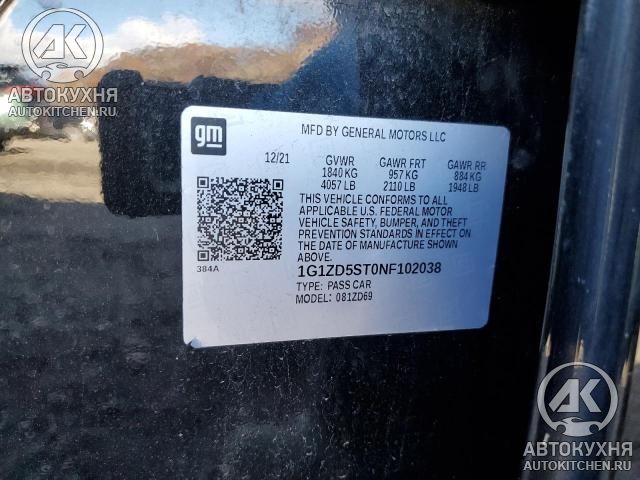 AK
АВТОКУХНЯ
AUTOKITCHEN.RU
gm
MFD BY GENERAL MOTORS LLC
12/21 GVWR GAWR FRT GAWR RR
1840 KG 957 KG 884 KG
4057 LB 2110 LB 1948 LB
THIS VEHICLE CONFORMS TO ALL
APPLICABLE U.S. FEDERAL MOTOR
VEHICLE SAFETY, BUMPER, AND THEFT
PREVENTION STANDARDS IN EFFECT ON
THE DATE OF MANUFACTURE SHOWN
ABOVE.
384A
1G1ZD5ST0NF102038
TYPE: PASS CAR
MODEL: 081ZD69
AK
АВТОКУХНЯ
AUTOKITCHEN.RU